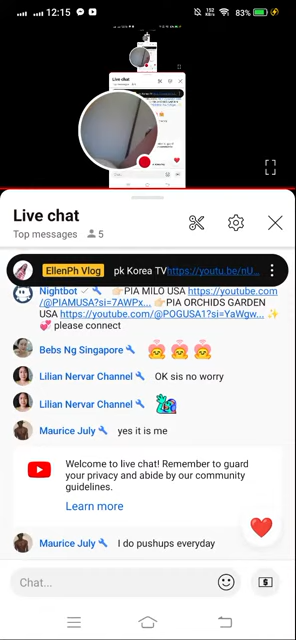 12:15
152 KB/s
83%
Live chat
Top messages 5
EllenPh Vlog pk Korea TVhttps://youtu.be/nU...
Nightbot 👉🏻PIA MILO USA https://youtube.com
/@PIAMUSA?si=7AWPx... 👉🏻PIA ORCHIDS GARDEN
USA https://youtube.com/@POGUSA1?si=YaWgw... ✨
💞 please connect
Bebs Ng Singapore
Lilian Nervar Channel OK sis no worry
Lilian Nervar Channel
Maurice July yes it is me
Welcome to live chat! Remember to guard
your privacy and abide by our community
guidelines.
Learn more
Maurice July I do pushups everyday
Chat...